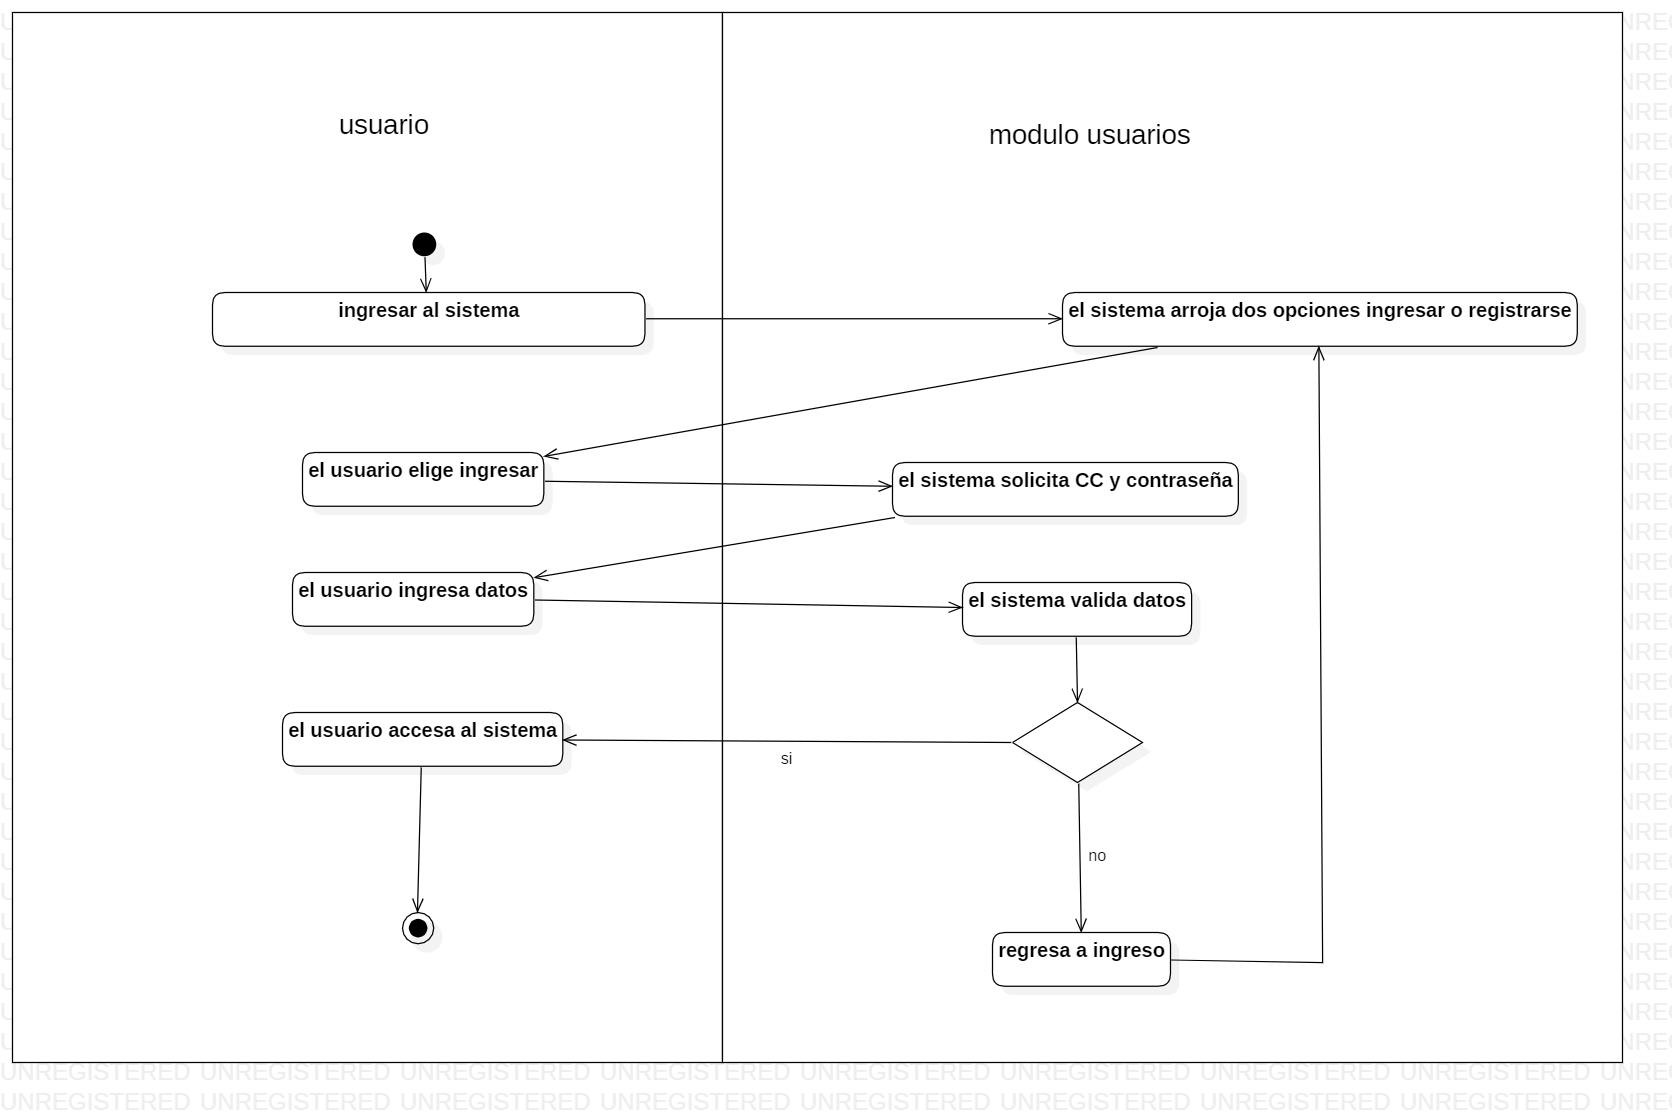 usuario
modulo usuarios
ingresar al sistema
el sistema arroja dos opciones ingresar o registrarse
el usuario elige ingresar
el sistema solicita CC y contraseña
el usuario ingresa datos
el sistema valida datos
el usuario accesa al sistema
si
no
regresa a ingreso
UNREGISTERED UNREGISTERED UNREGISTERED UNREGISTERED UNREGISTERED UNREGISTERED UNREGISTERED UNREGISTERED
UNREGISTERED UNREGISTERED UNREGISTERED UNREGISTERED UNREGISTERED UNREGISTERED UNREGISTERED UNREGISTERED